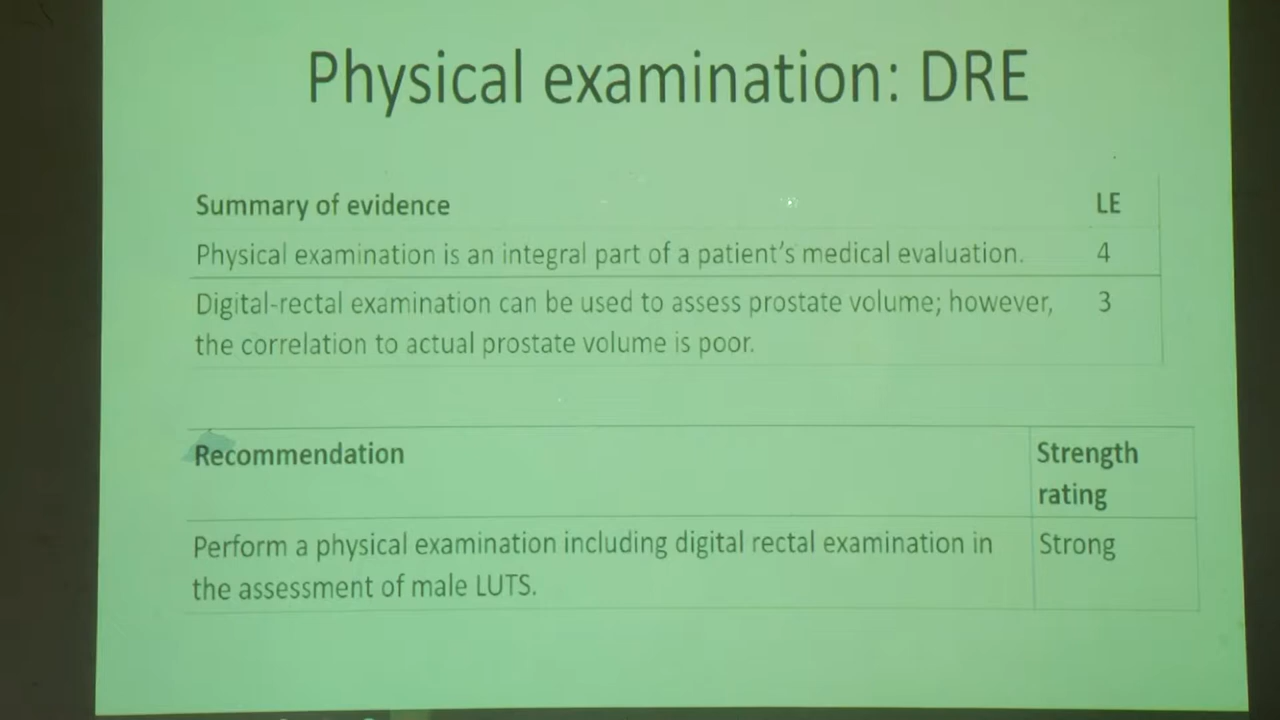 Physical examination: DRE
Summary of evidence LE
Physical examination is an integral part of a patient's medical evaluation. 4
Digital-rectal examination can be used to assess prostate volume; however, 3
the correlation to actual prostate volume is poor.
Recommendation Strength
rating
Perform a physical examination including digital rectal examination in Strong
the assessment of male LUTS.